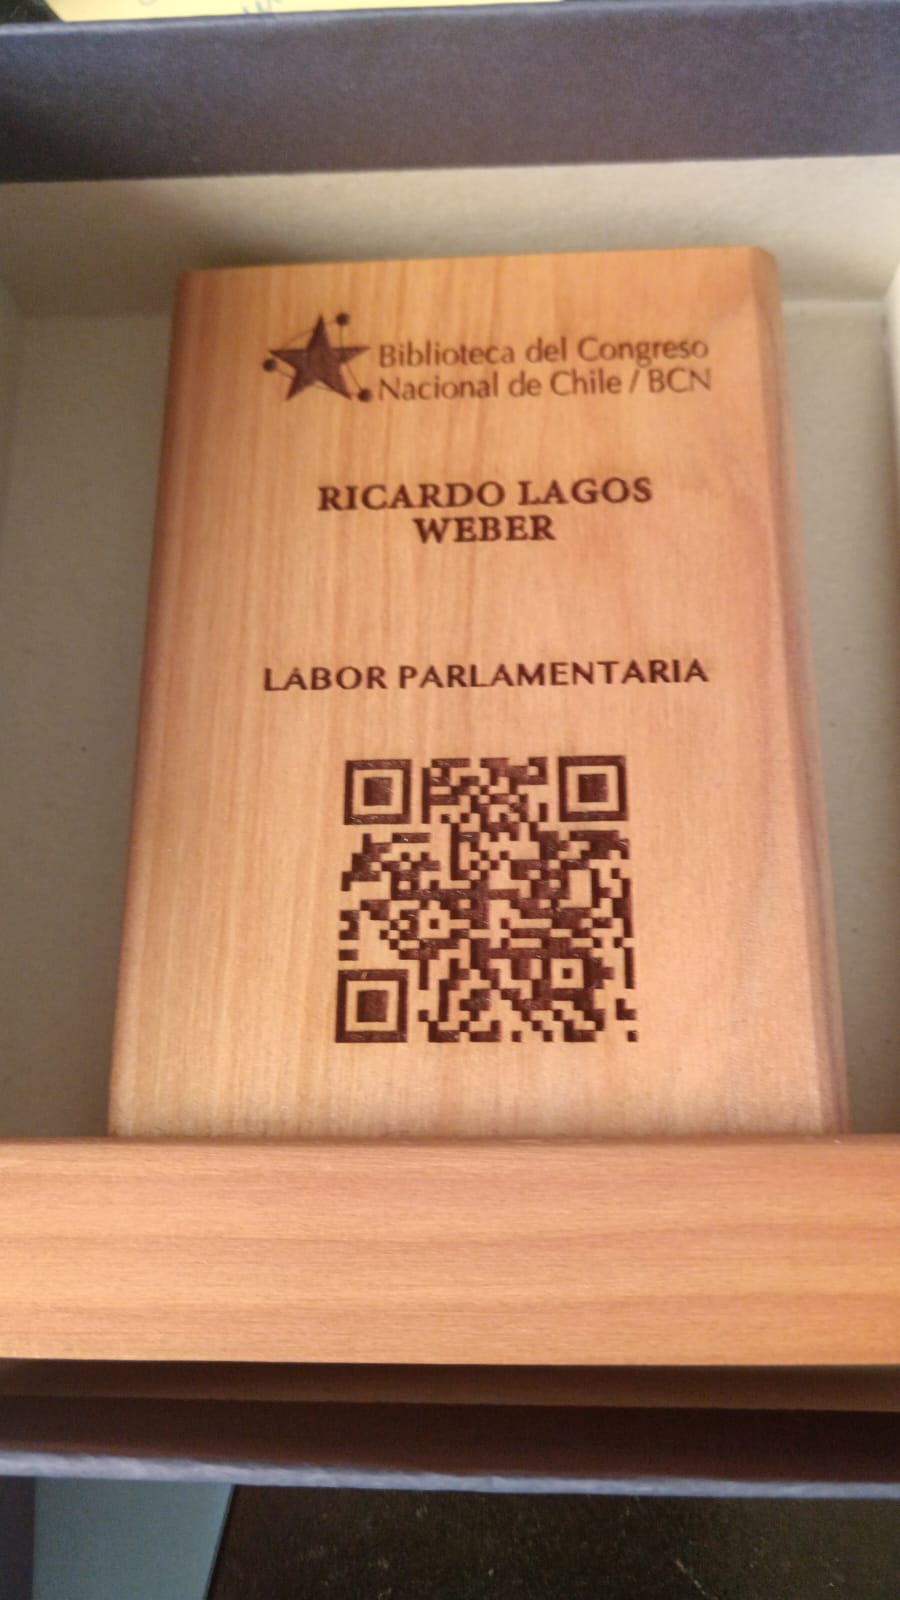 Biblioteca del Congreso
Nacional de Chile / BCN
RICARDO LAGOS
WEBER
LABOR PARLAMENTARIA